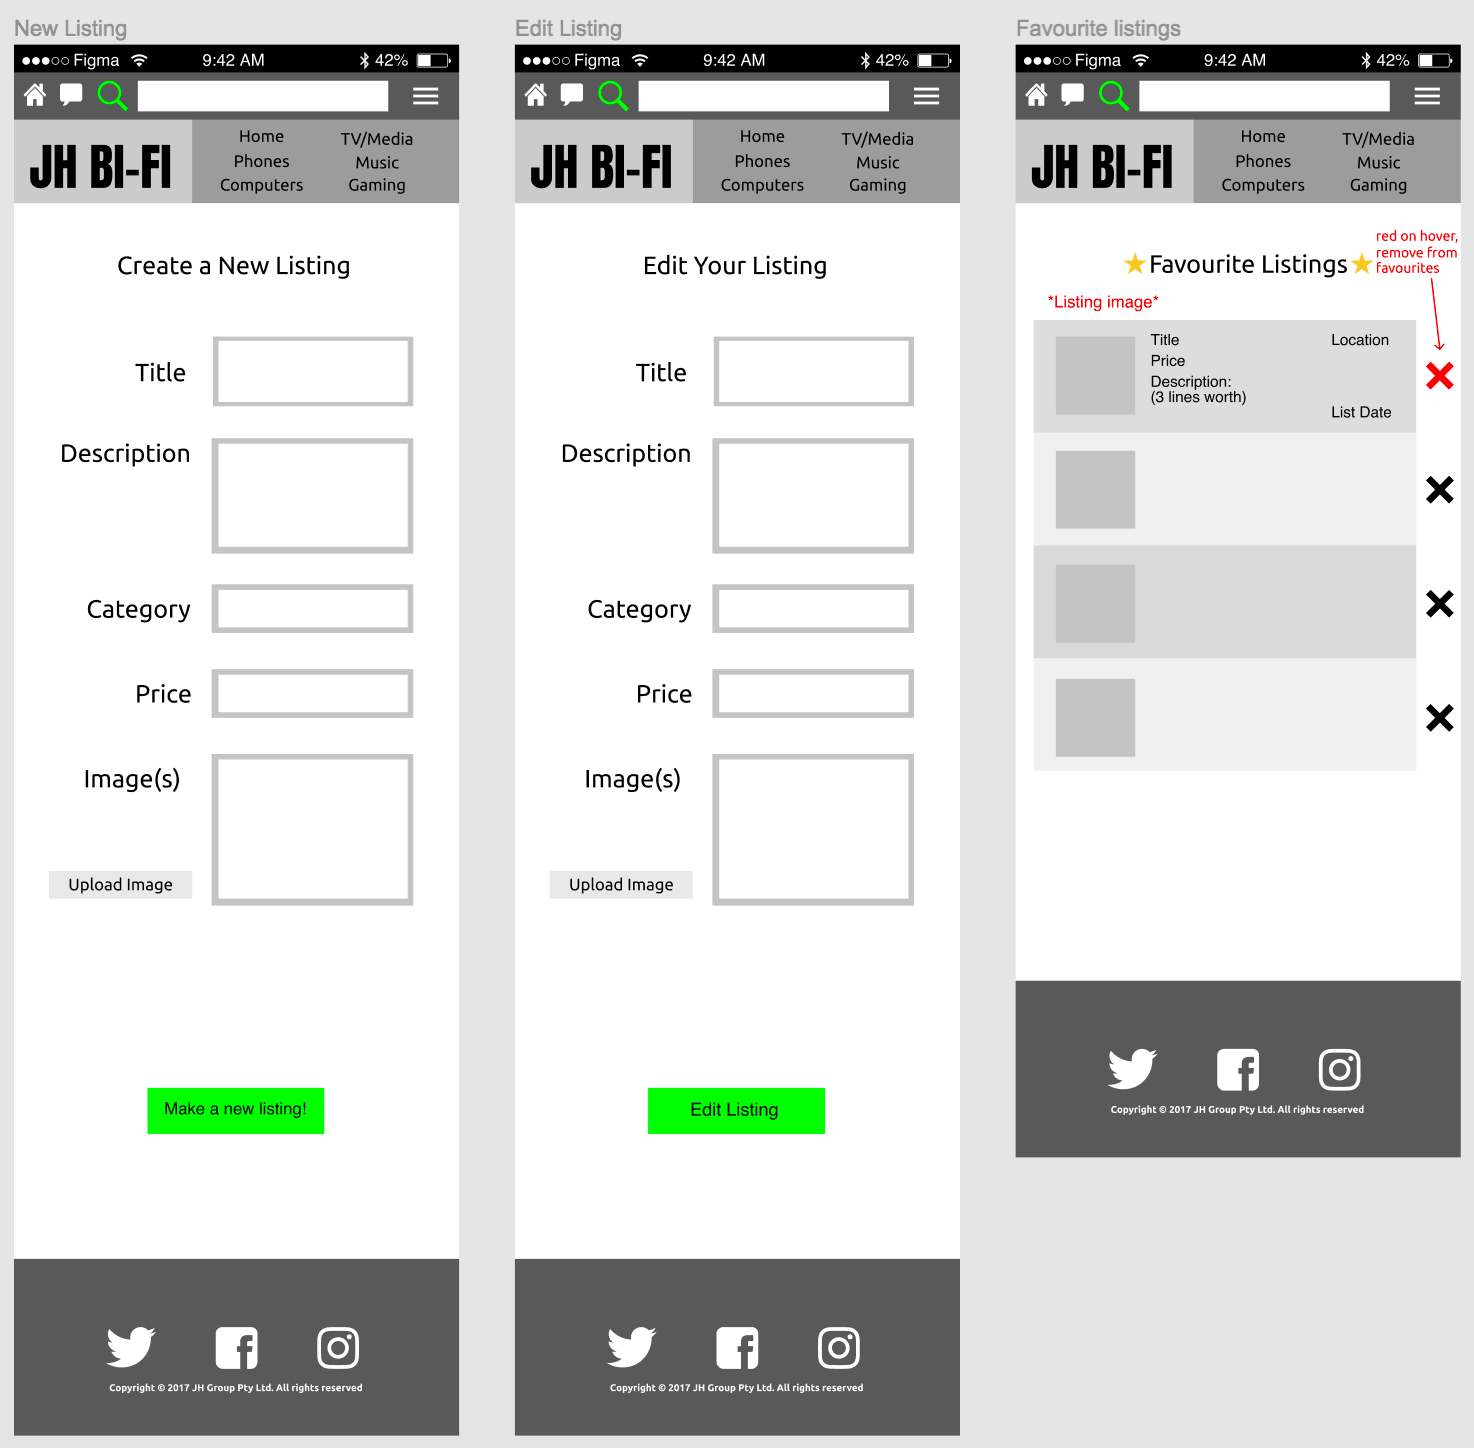 New Listing
Figma 9:42 AM 42%
JH BI-FI
Home
Phones
Computers
TV/Media
Music
Gaming
Create a New Listing
Title
Description
Category
Price
Image(s)
Upload Image
Make a new listing!
Copyright © 2017 JH Group Pty Ltd. All rights reserved
Edit Listing
Figma 9:42 AM 42%
JH BI-FI
Home
Phones
Computers
TV/Media
Music
Gaming
Edit Your Listing
Title
Description
Category
Price
Image(s)
Upload Image
Edit Listing
Copyright © 2017 JH Group Pty Ltd. All rights reserved
Favourite listings
Figma 9:42 AM 42%
JH BI-FI
Home
Phones
Computers
TV/Media
Music
Gaming
red on hover,
remove from
favourites
Favourite Listings
*Listing image*
Title
Price
Description:
(3 lines worth)
Location
List Date
Copyright © 2017 JH Group Pty Ltd. All rights reserved